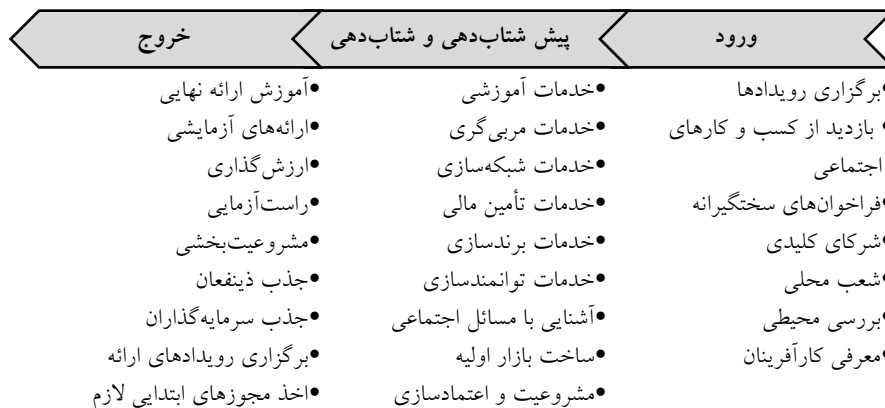 ورود
پیش شتاب‌دهی و شتاب‌دهی
خروج
•برگزاری رویدادها
•بازدید از کسب و کارهای
اجتماعی
•فراخوان‌های سختگیرانه
•شرکای کلیدی
•شعب محلی
•بررسی محیطی
•معرفی کارآفرینان
•خدمات آموزشی
•خدمات مربی‌گری
•خدمات شبکه‌سازی
•خدمات تأمین مالی
•خدمات برندسازی
•خدمات توانمندسازی
•آشنایی با مسائل اجتماعی
•ساخت بازار اولیه
•مشروعیت و اعتمادسازی
•آموزش ارائه نهایی
•ارائه‌های آزمایشی
•ارزش‌گذاری
•راست‌آزمایی
•مشروعیت‌بخشی
•جذب ذینفعان
•جذب سرمایه‌گذاران
•برگزاری رویدادهای ارائه
•اخذ مجوزهای ابتدایی لازم